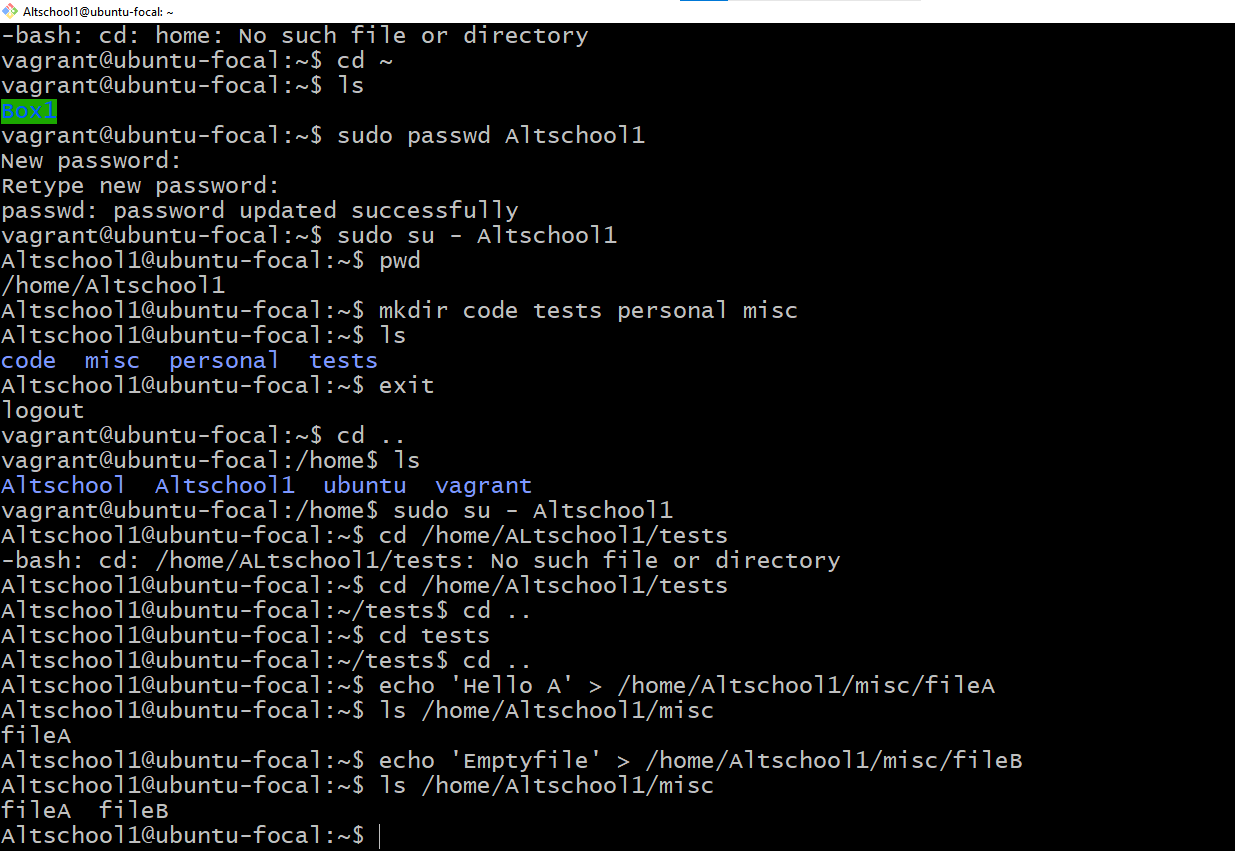 Altschool1@ubuntu-focal: ~
-bash: cd: home: No such file or directory
vagrant@ubuntu-focal:~$ cd ~
vagrant@ubuntu-focal:~$ ls
Box1
vagrant@ubuntu-focal:~$ sudo passwd Altschool1
New password:
Retype new password:
passwd: password updated successfully
vagrant@ubuntu-focal:~$ sudo su - Altschool1
Altschool1@ubuntu-focal:~$ pwd
/home/Altschool1
Altschool1@ubuntu-focal:~$ mkdir code tests personal misc
Altschool1@ubuntu-focal:~$ ls
code  misc  personal  tests
Altschool1@ubuntu-focal:~$ exit
logout
vagrant@ubuntu-focal:~$ cd ..
vagrant@ubuntu-focal:/home$ ls
Altschool  Altschool1  ubuntu  vagrant
vagrant@ubuntu-focal:/home$ sudo su - Altschool1
Altschool1@ubuntu-focal:~$ cd /home/ALtschool1/tests
-bash: cd: /home/ALtschool1/tests: No such file or directory
Altschool1@ubuntu-focal:~$ cd /home/Altschool1/tests
Altschool1@ubuntu-focal:~/tests$ cd ..
Altschool1@ubuntu-focal:~$ cd tests
Altschool1@ubuntu-focal:~/tests$ cd ..
Altschool1@ubuntu-focal:~$ echo 'Hello A' > /home/Altschool1/misc/fileA
Altschool1@ubuntu-focal:~$ ls /home/Altschool1/misc
fileA
Altschool1@ubuntu-focal:~$ echo 'Emptyfile' > /home/Altschool1/misc/fileB
Altschool1@ubuntu-focal:~$ ls /home/Altschool1/misc
fileA  fileB
Altschool1@ubuntu-focal:~$